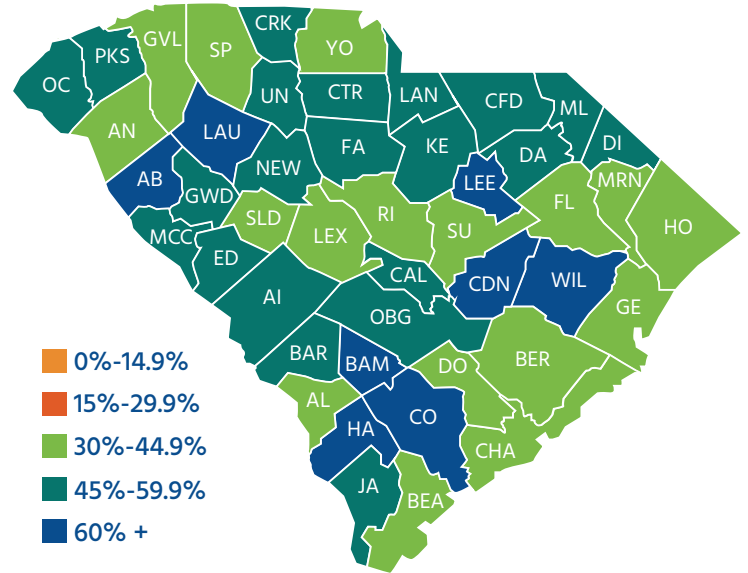 CRK
GVL
SP
YO
PKS
OC
UN
CTR
LAN
CFD
ML
AN
LAU
DI
FA
KE
DA
NEW
AB
LEE
MRN
GWD
FL
SLD
RI
HO
MCC
LEX
SU
ED
CAL
CDN
WIL
AI
GE
OBG
BAR
BER
BAM
DO
0%-14.9%
AL
15%-29.9%
CO
HA
30%-44.9%
CHA
JA
45%-59.9%
BEA
60% +